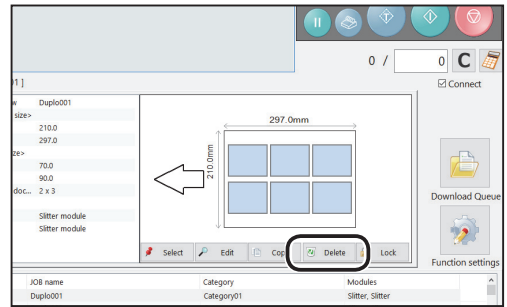 0 / 0 C
01 ]
Connect
w Duplo001
size>
210.0
297.0
ze>
70.0
90.0
doc... 2 x 3
Slitter module
Slitter module
297.0mm
210.0mm
Select Edit Cop Delete Lock
Download Queue
Function settings
JOB name Category Modules
Duplo001 Category01 Slitter, Slitter